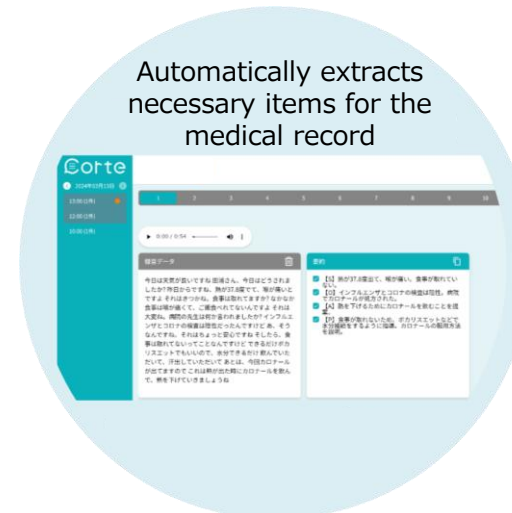 Automatically extracts
necessary items for the
medical record
Corte
2024年03月13日
13:00 (1件)
12:00 (1件)
10:00 (1件)
1 2 3 4 5 6 7 8 9 10
0:00 / 0:54
録音データ
今日は天気が悪いですね 田渕さん、今日はどうされま
したか? 昨日からですね、熱が37.8度でて、喉が痛いん
ですよ それはきつかね、食事は取れてますか? なかなか
食事は喉が痛くて、ご飯食べれてないんですよ それは
大変ね。病院の先生は何か言われましたか? インフルエ
ンザとコロナの検査は陰性だったんですけど あ、そう
なんですね、それはちょっと安心ですね そしたら、食
事は取れてないってことなんですけど できるだけポカ
リスエットでもいいので、水分できるだけ 飲んでいた
だいて、汗出していただいて あとは、今回カロナール
が出てますので これは熱が出た時にカロナールを飲ん
で、熱を下げていきましょうね
要約
【S】熱が37.8度出て、喉が痛い。食事が取れてい
ない。
【O】インフルエンザとコロナの検査は陰性。病院
でカロナールが処方された。
【A】熱を下げるためにカロナールを飲むことを提
案。
【P】食事が取れないため、ポカリスエットなどで
水分補給をするように指導。カロナールの服用方法
を説明。